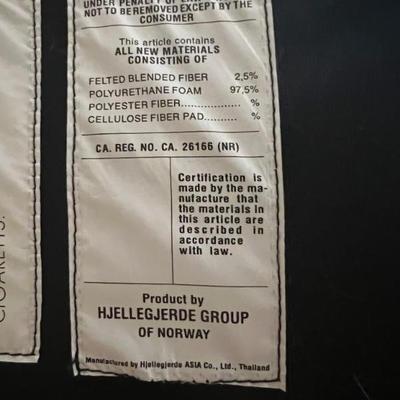 UNDER PENALTY OF
NOT TO BE REMOVED EXCEPT BY THE
CONSUMER
This article contains
ALL NEW MATERIALS
CONSISTING OF
FELTED BLENDED FIBER 2,5%
POLYURETHANE FOAM 97,5%
POLYESTER FIBER.................. %
CELLULOSE FIBER PAD.......... %
CA. REG. NO. CA. 26166 (NR)
Certification is
made by the ma-
nufacture that
the materials in
this article are
described in
accordance
with law.
Product by
HJELLEGJERDE GROUP
OF NORWAY
Manufactured by Hjellegjerde ASIA Co., Ltd., Thailand